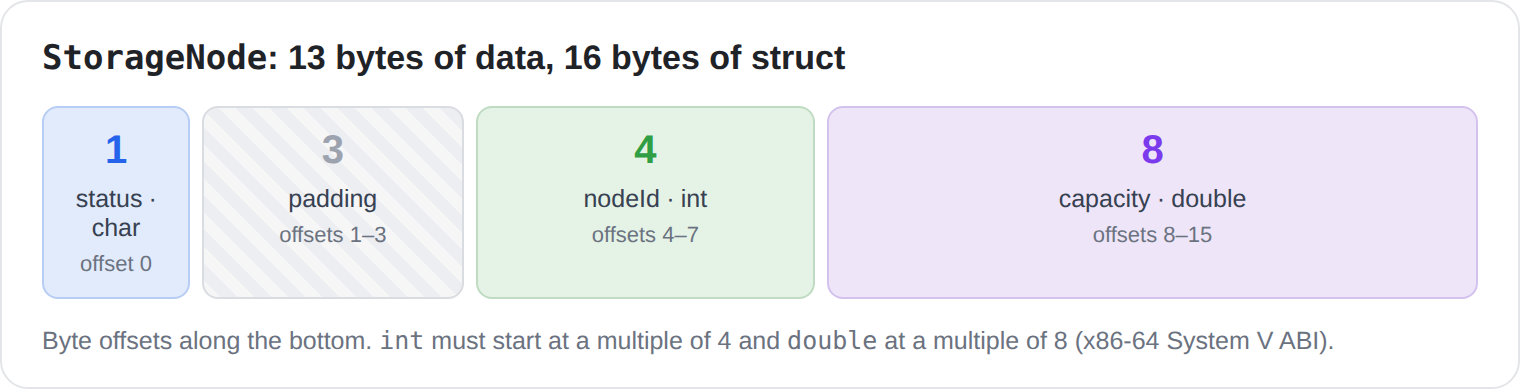 StorageNode: 13 bytes of data, 16 bytes of struct
1
status ·
char
offset 0
3
padding
offsets 1–3
4
nodeId · int
offsets 4–7
8
capacity · double
offsets 8–15
Byte offsets along the bottom. int must start at a multiple of 4 and double at a multiple of 8 (x86-64 System V ABI).